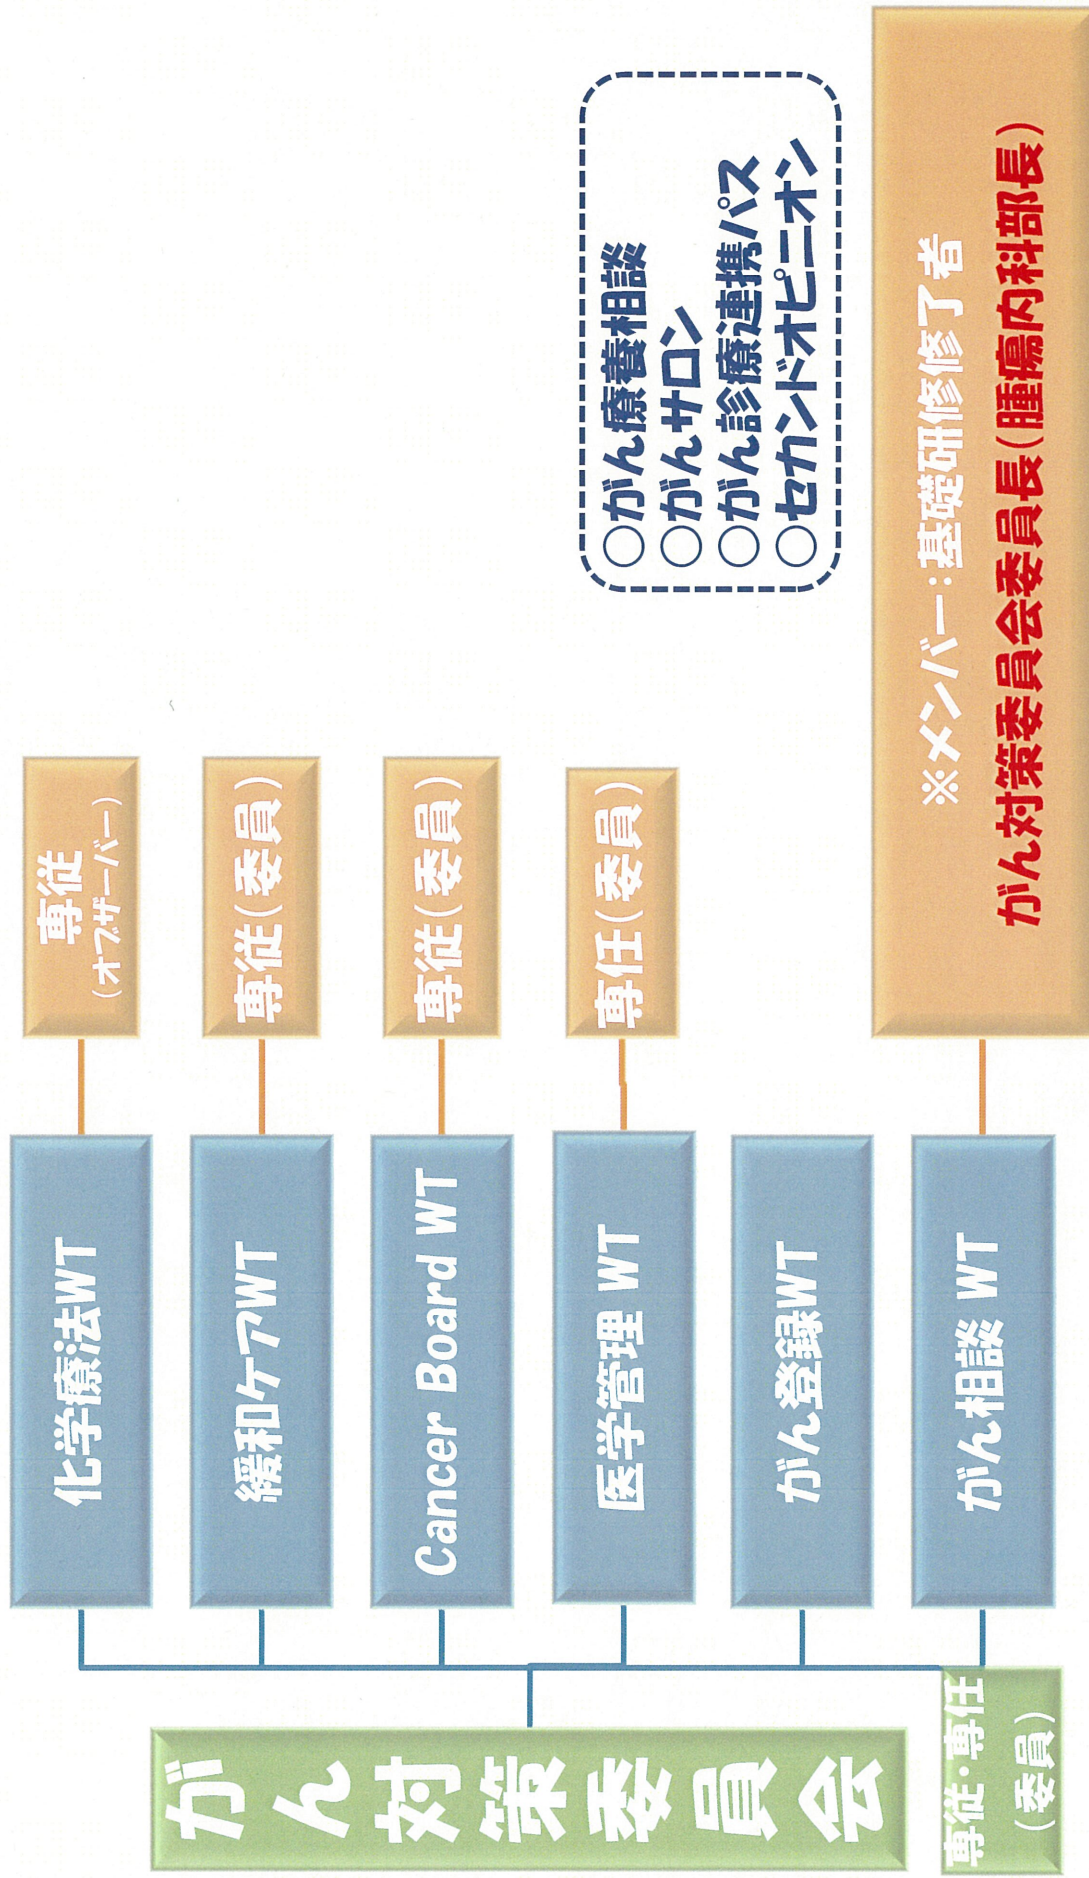 がん対策委員会
専従・専任
(委員)
化学療法WT
専従
(オブザーバー)
緩和ケアWT
専従(委員)
Cancer Board WT
専従(委員)
医学管理 WT
専任(委員)
がん登録WT
がん相談 WT
○がん療養相談
○がんサロン
○がん診療連携パス
○セカンドオピニオン
※メンバー:基礎研修修了者
がん対策委員会委員長(腫瘍内科部長)